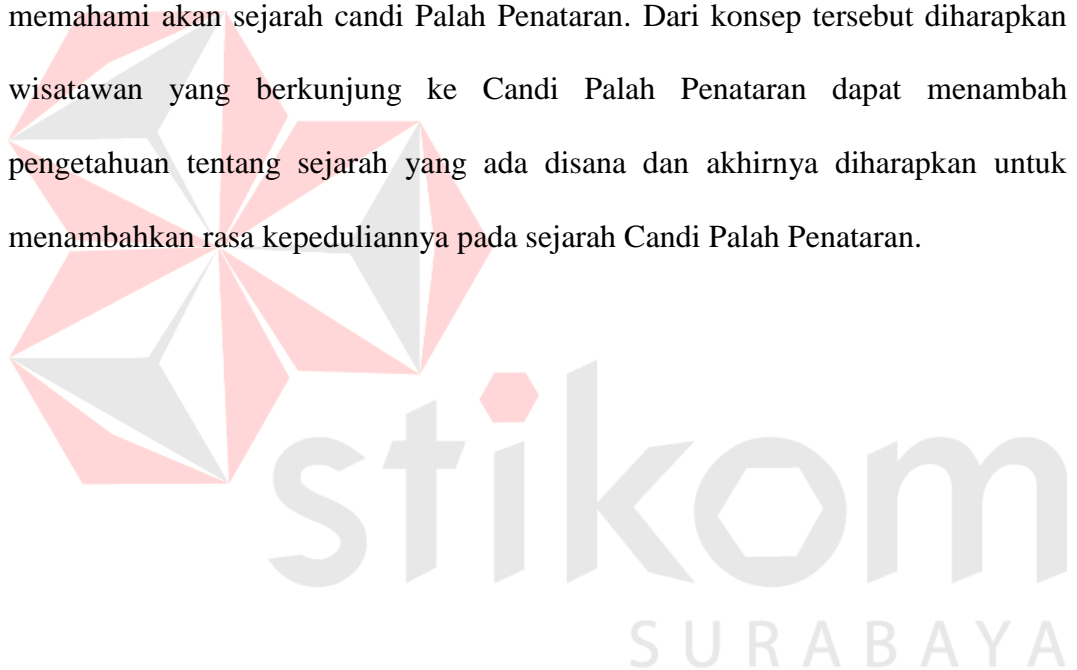 memahami akan sejarah candi Palah Penataran. Dari konsep tersebut diharapkan
wisatawan yang berkunjung ke Candi Palah Penataran dapat menambah
pengetahuan tentang sejarah yang ada disana dan akhirnya diharapkan untuk
menambahkan rasa kepeduliannya pada sejarah Candi Palah Penataran.
stikom
SURABAYA